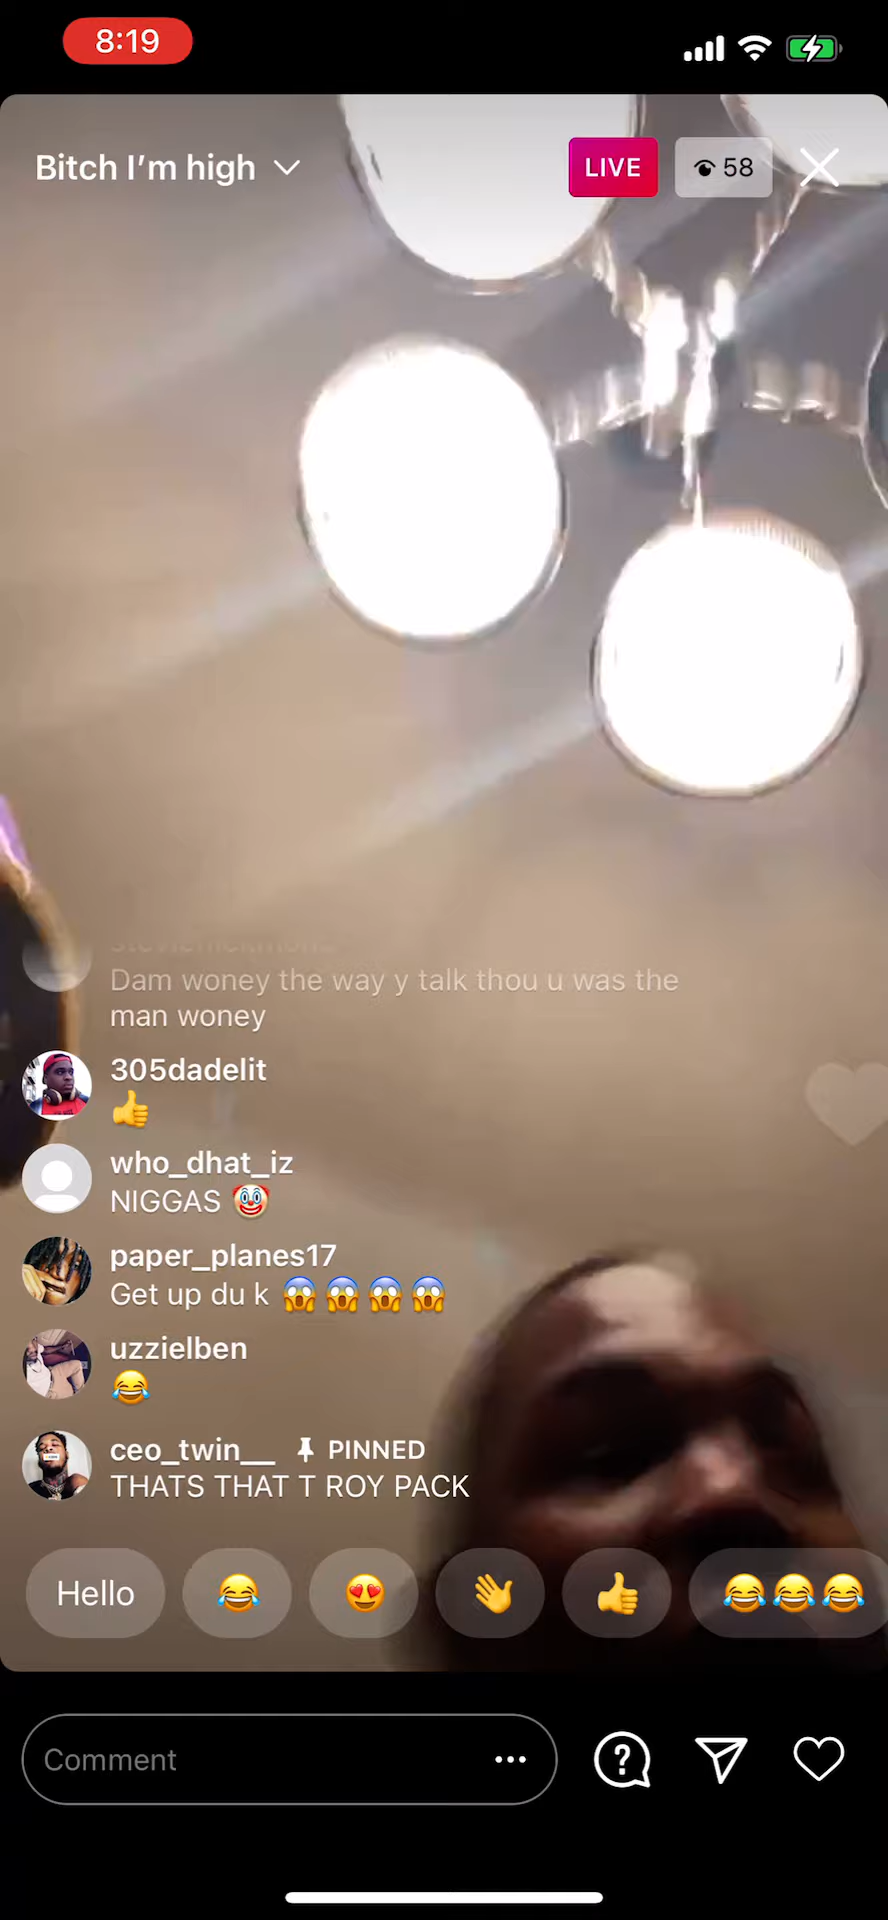 8:19
Bitch I'm high
LIVE
58
Dam woney the way y talk thou u was the
man woney
305dadelit
👍
who_dhat_iz
NIGGAS 🤡
paper_planes17
Get up du k 😱😱😱😱
uzzielben
😂
ceo_twin__ PINNED
THATS THAT T ROY PACK
Hello 😂 😍 👋 👍 😂😂😂
Comment